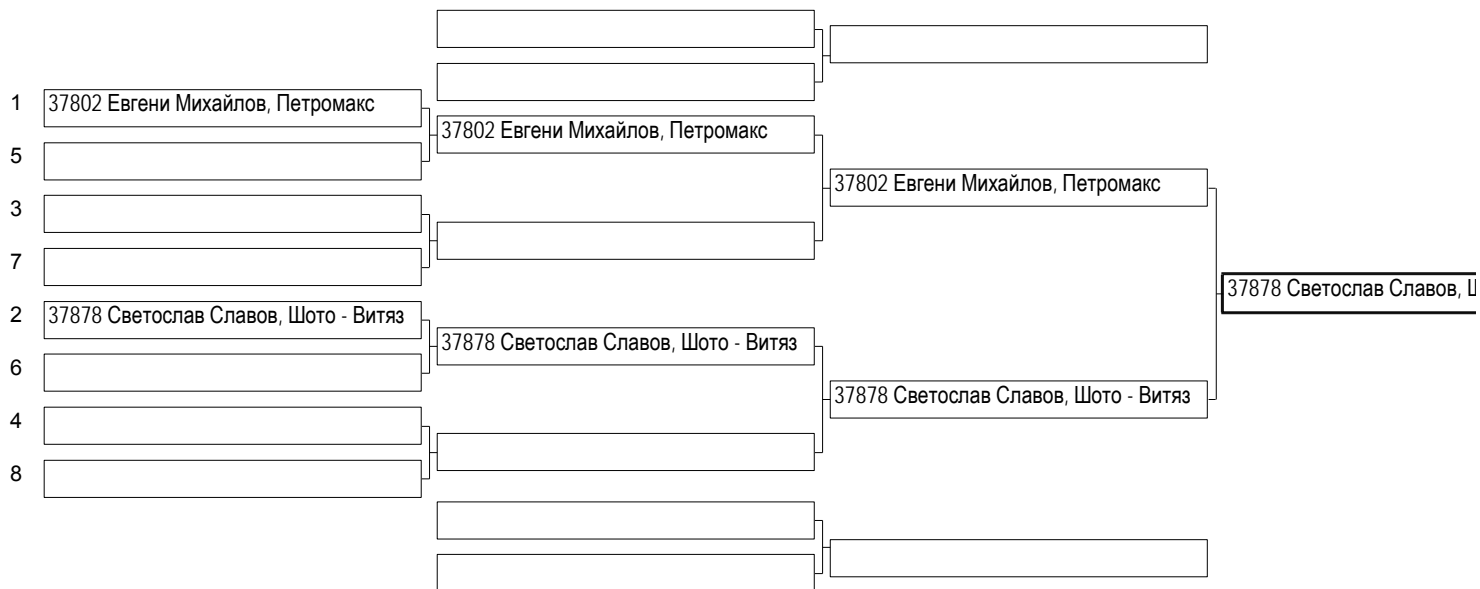 1 37802 Евгени Михайлов, Петромакс
37802 Евгени Михайлов, Петромакс
5
37802 Евгени Михайлов, Петромакс
3
7
37878 Светослав Славов,
2 37878 Светослав Славов, Шото - Витяз
37878 Светослав Славов, Шото - Витяз
6
37878 Светослав Славов, Шото - Витяз
4
8